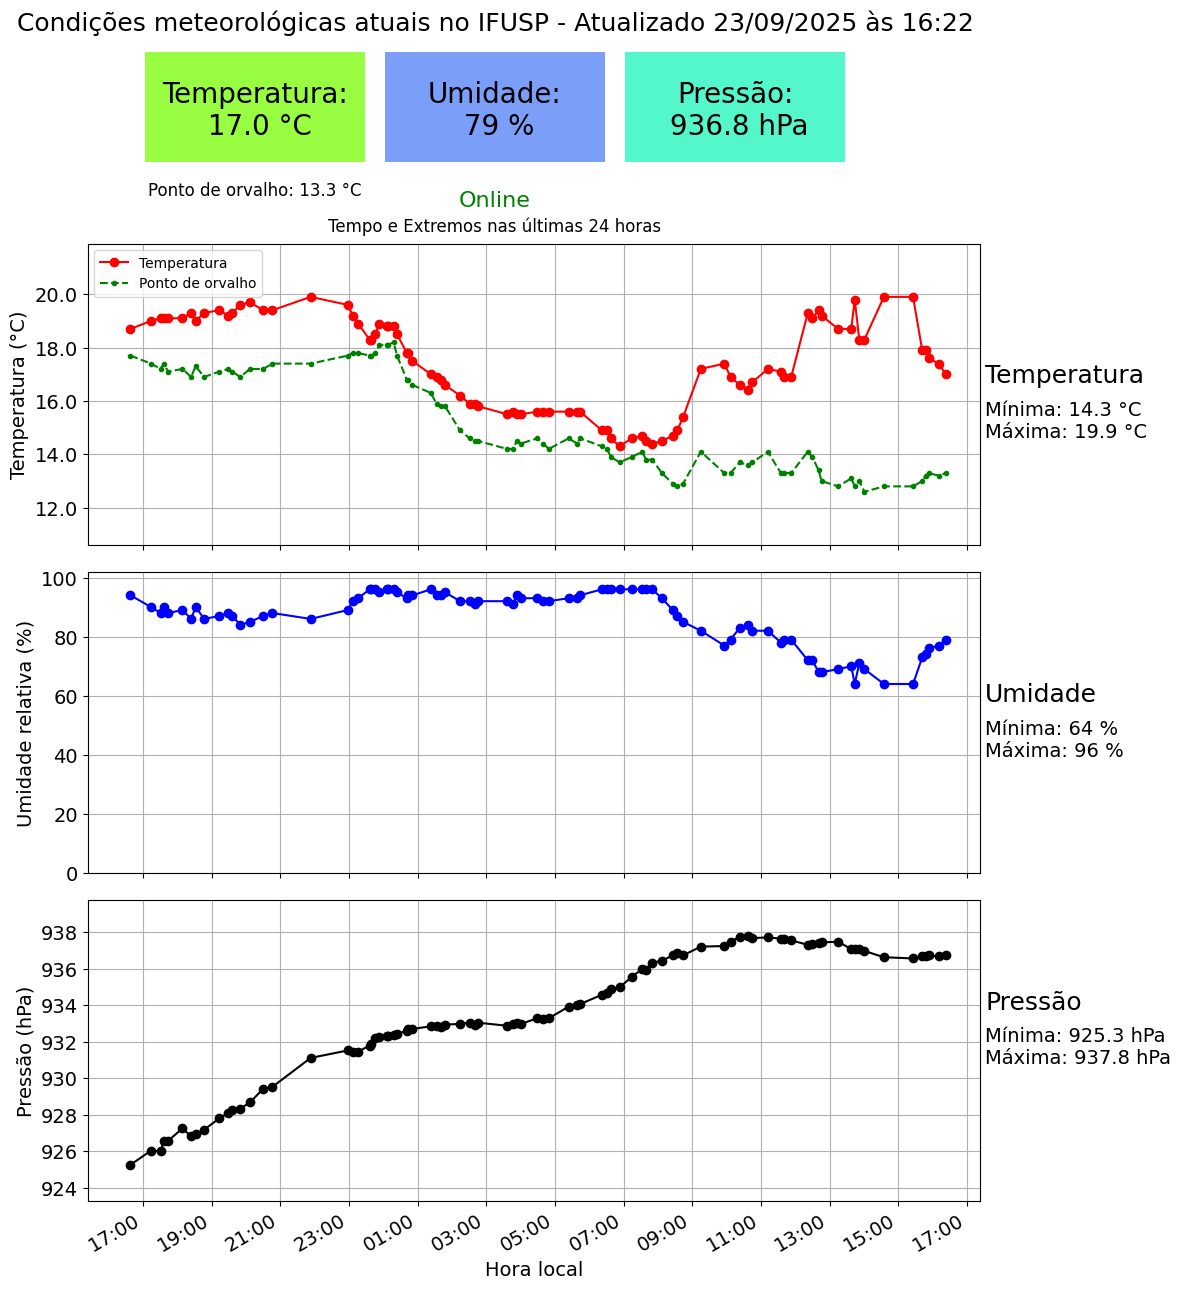 Condições meteorológicas atuais no IFUSP - Atualizado 23/09/2025 às 16:22
Temperatura:
17.0 °C
Umidade:
79 %
Pressão:
936.8 hPa
Ponto de orvalho: 13.3 °C
Online
Tempo e Extremos nas últimas 24 horas
Temperatura
Ponto de orvalho
Temperatura (°C)
20.0
18.0
16.0
14.0
12.0
Temperatura
Mínima: 14.3 °C
Máxima: 19.9 °C
Umidade relativa (%)
100
80
60
40
20
0
Umidade
Mínima: 64 %
Máxima: 96 %
Pressão (hPa)
938
936
934
932
930
928
926
924
Pressão
Mínima: 925.3 hPa
Máxima: 937.8 hPa
17:00 19:00 21:00 23:00 01:00 03:00 05:00 07:00 09:00 11:00 13:00 15:00 17:00
Hora local